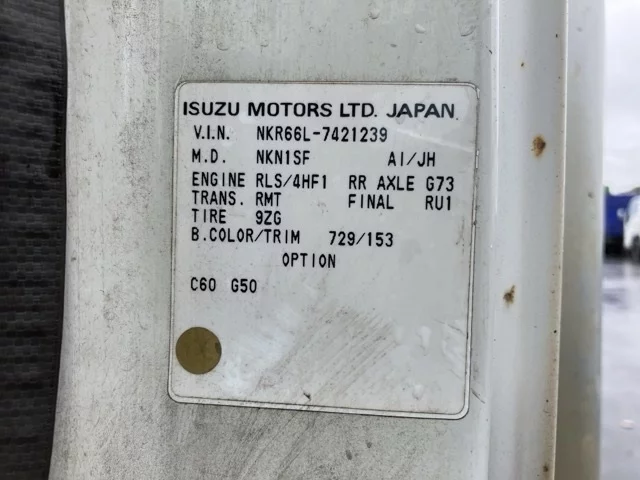 ISUZU MOTORS LTD. JAPAN
V.I.N. NKR66L-7421239
M.D. NKN1SF AI/JH
ENGINE RLS/4HF1 RR AXLE G73
TRANS. RMT FINAL RU1
TIRE 9ZG
B.COLOR/TRIM 729/153
OPTION
C60 G50